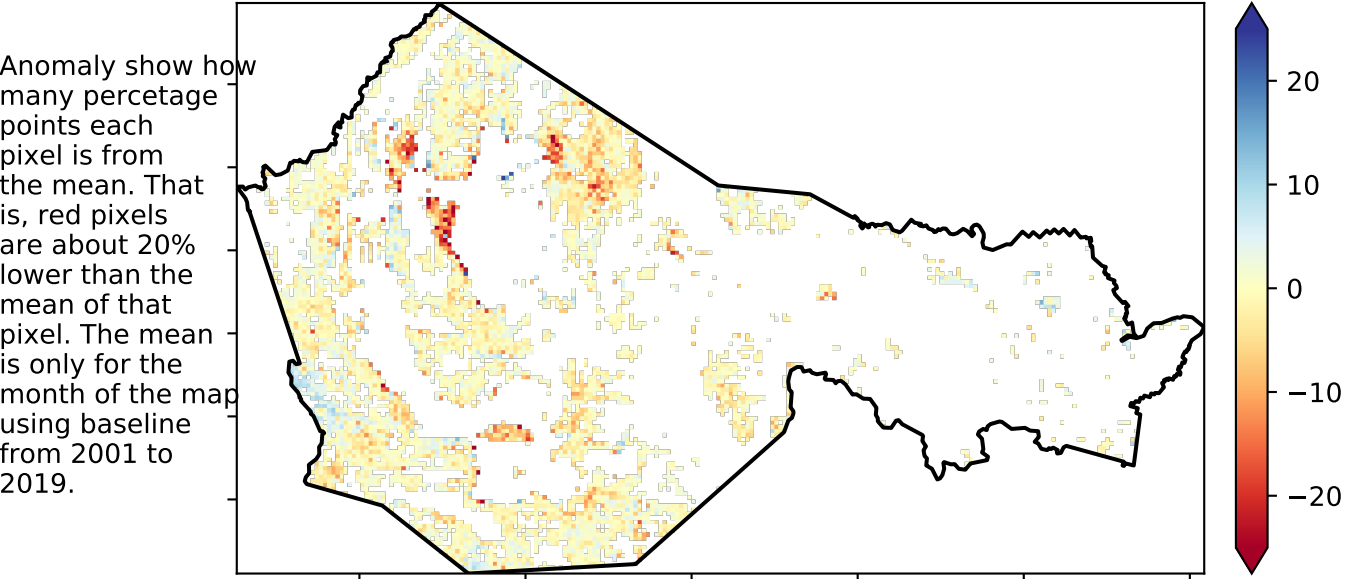 Anomaly show how
many percetage
points each
pixel is from
the mean. That
is, red pixels
are about 20%
lower than the
mean of that
pixel. The mean
is only for the
month of the map
using baseline
from 2001 to
2019.
20
10
0
−10
−20